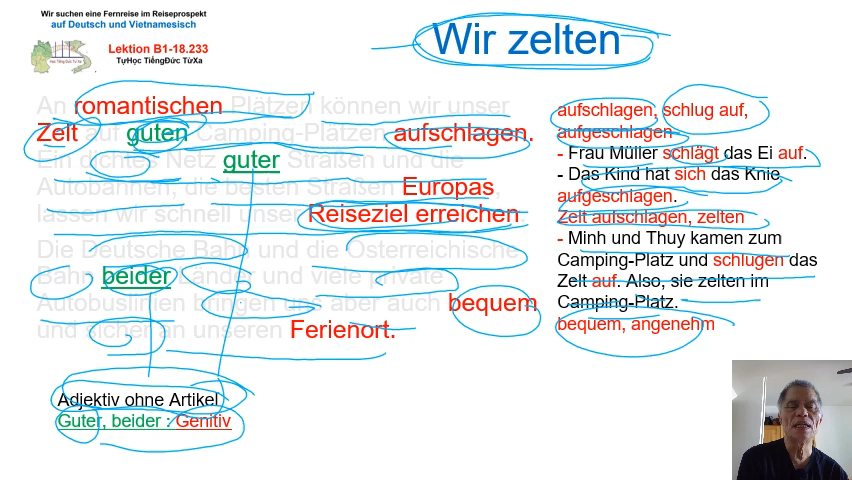 Wir suchen eine Fernreise im Reiseprospekt
auf Deutsch und Vietnamesisch
Lektion B1-18.233
TựHọc TiếngĐức TừXa
Wir zelten
An romantischen Plätzen können wir unser
Zelt auf guten Camping-Plätzen aufschlagen.
Ein dichtes Netz guter Straßen und die
Autobahnen, die besten Straßen Europas,
lassen wir schnell unser Reiseziel erreichen.
Die Deutsche Bahn und die Österreichische
Bahn beider Länder und viele private
Autobuslinien bringen uns aber auch bequem
und sicher an unseren Ferienort.
Adjektiv ohne Artikel
Guter, beider : Genitiv
aufschlagen, schlug auf,
aufgeschlagen
- Frau Müller schlägt das Ei auf.
- Das Kind hat sich das Knie
aufgeschlagen.
Zelt aufschlagen, zelten
- Minh und Thuy kamen zum
Camping-Platz und schlugen das
Zelt auf. Also, sie zelten im
Camping-Platz.
bequem, angenehm